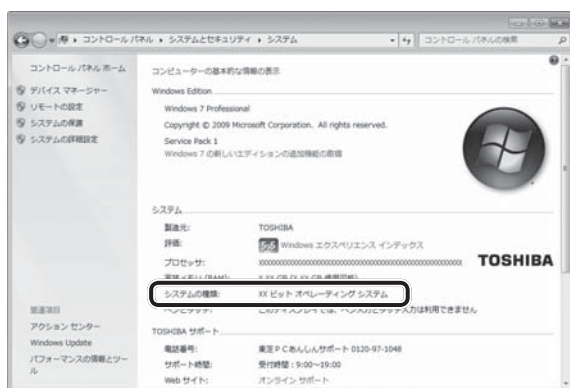 コントロール パネル ▸ システムとセキュリティ ▸ システム
コントロール パネルの検索
コントロール パネル ホーム
デバイス マネージャー
リモートの設定
システムの保護
システムの詳細設定
コンピューターの基本的な情報の表示
Windows Edition
Windows 7 Professional
Copyright © 2009 Microsoft Corporation. All rights reserved.
Service Pack 1
Windows 7 の新しいエディションの追加機能の取得
システム
製造元: TOSHIBA
評価: 5,5 Windows エクスペリエンス インデックス
プロセッサ:
TOSHIBA
実装メモリ (RAM): X.XX GB (X.XX GB 使用可能)
システムの種類: XX ビット オペレーティング システム
ペンとタッチ: このディスプレイでは、ペン入力とタッチ入力は利用できません
TOSHIBA サポート
電話番号: 東芝ＰＣあんしんサポート 0120-97-1048
サポート時間: 受付時間：9:00～19:00
Web サイト: オンライン サポート
関連項目
アクション センター
Windows Update
パフォーマンスの情報とツール